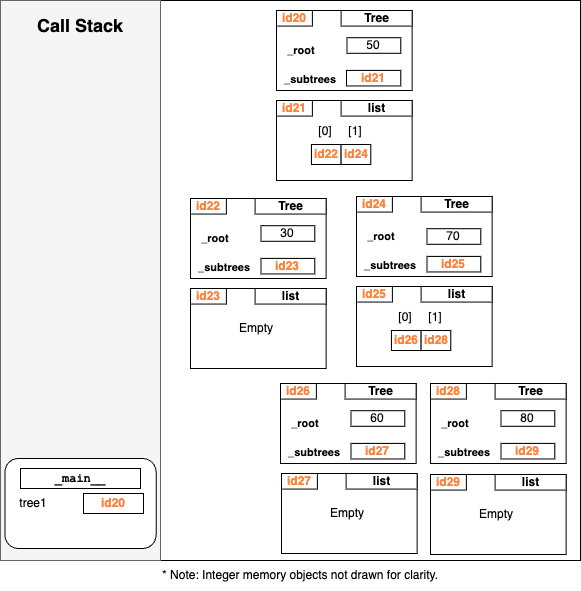 Call Stack
id20 Tree
_root 50
_subtrees id21
id21 list
[0] [1]
id22 id24
id22 Tree
_root 30
_subtrees id23
id23 list
Empty
id24 Tree
_root 70
_subtrees id25
id25 list
[0] [1]
id26 id28
id26 Tree
_root 60
_subtrees id27
id27 list
Empty
id28 Tree
_root 80
_subtrees id29
id29 list
Empty
_main__
tree1 id20
* Note: Integer memory objects not drawn for clarity.